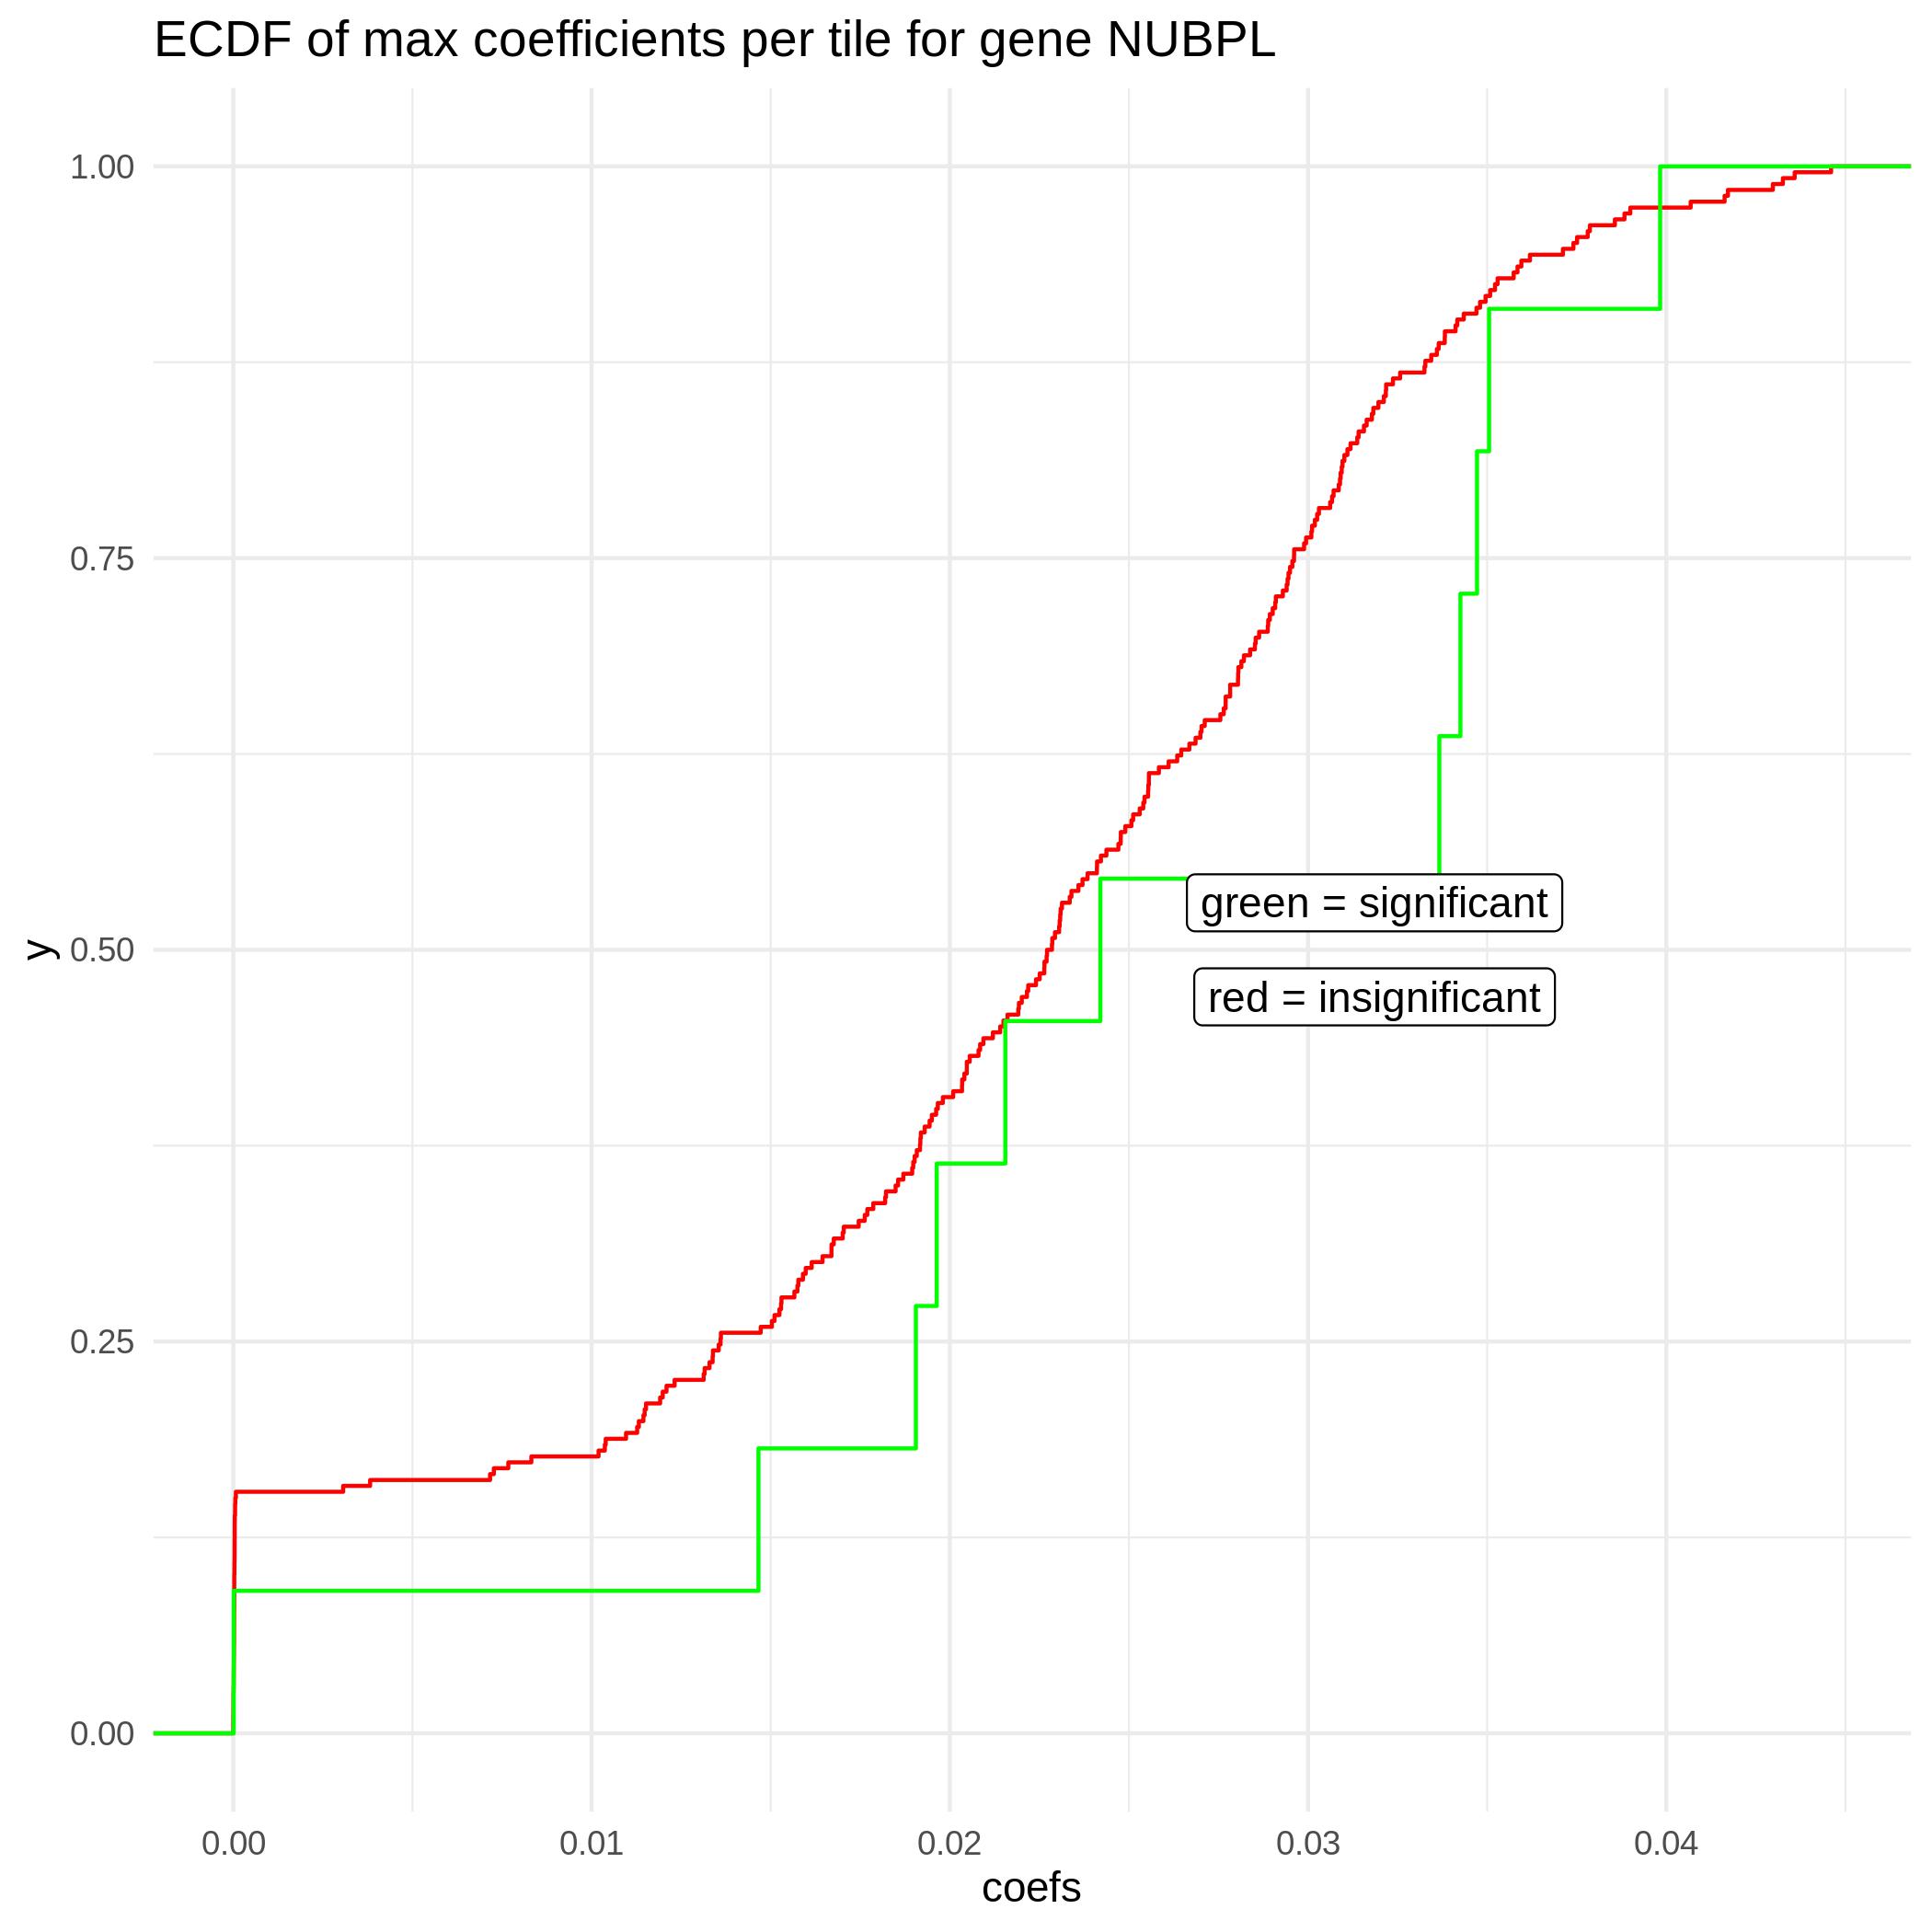 ECDF of max coefficients per tile for gene NUBPL
1.00
0.75
0.50
0.25
0.00
y
green = significant
red = insignificant
0.00 0.01 0.02 0.03 0.04
coefs